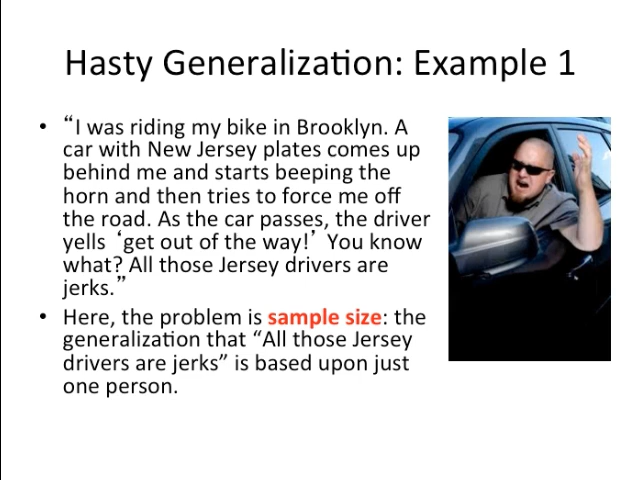 Hasty Generalization: Example 1
• “I was riding my bike in Brooklyn. A
car with New Jersey plates comes up
behind me and starts beeping the
horn and then tries to force me off
the road. As the car passes, the driver
yells ‘get out of the way!’ You know
what? All those Jersey drivers are
jerks.”
• Here, the problem is sample size: the
generalization that “All those Jersey
drivers are jerks” is based upon just
one person.